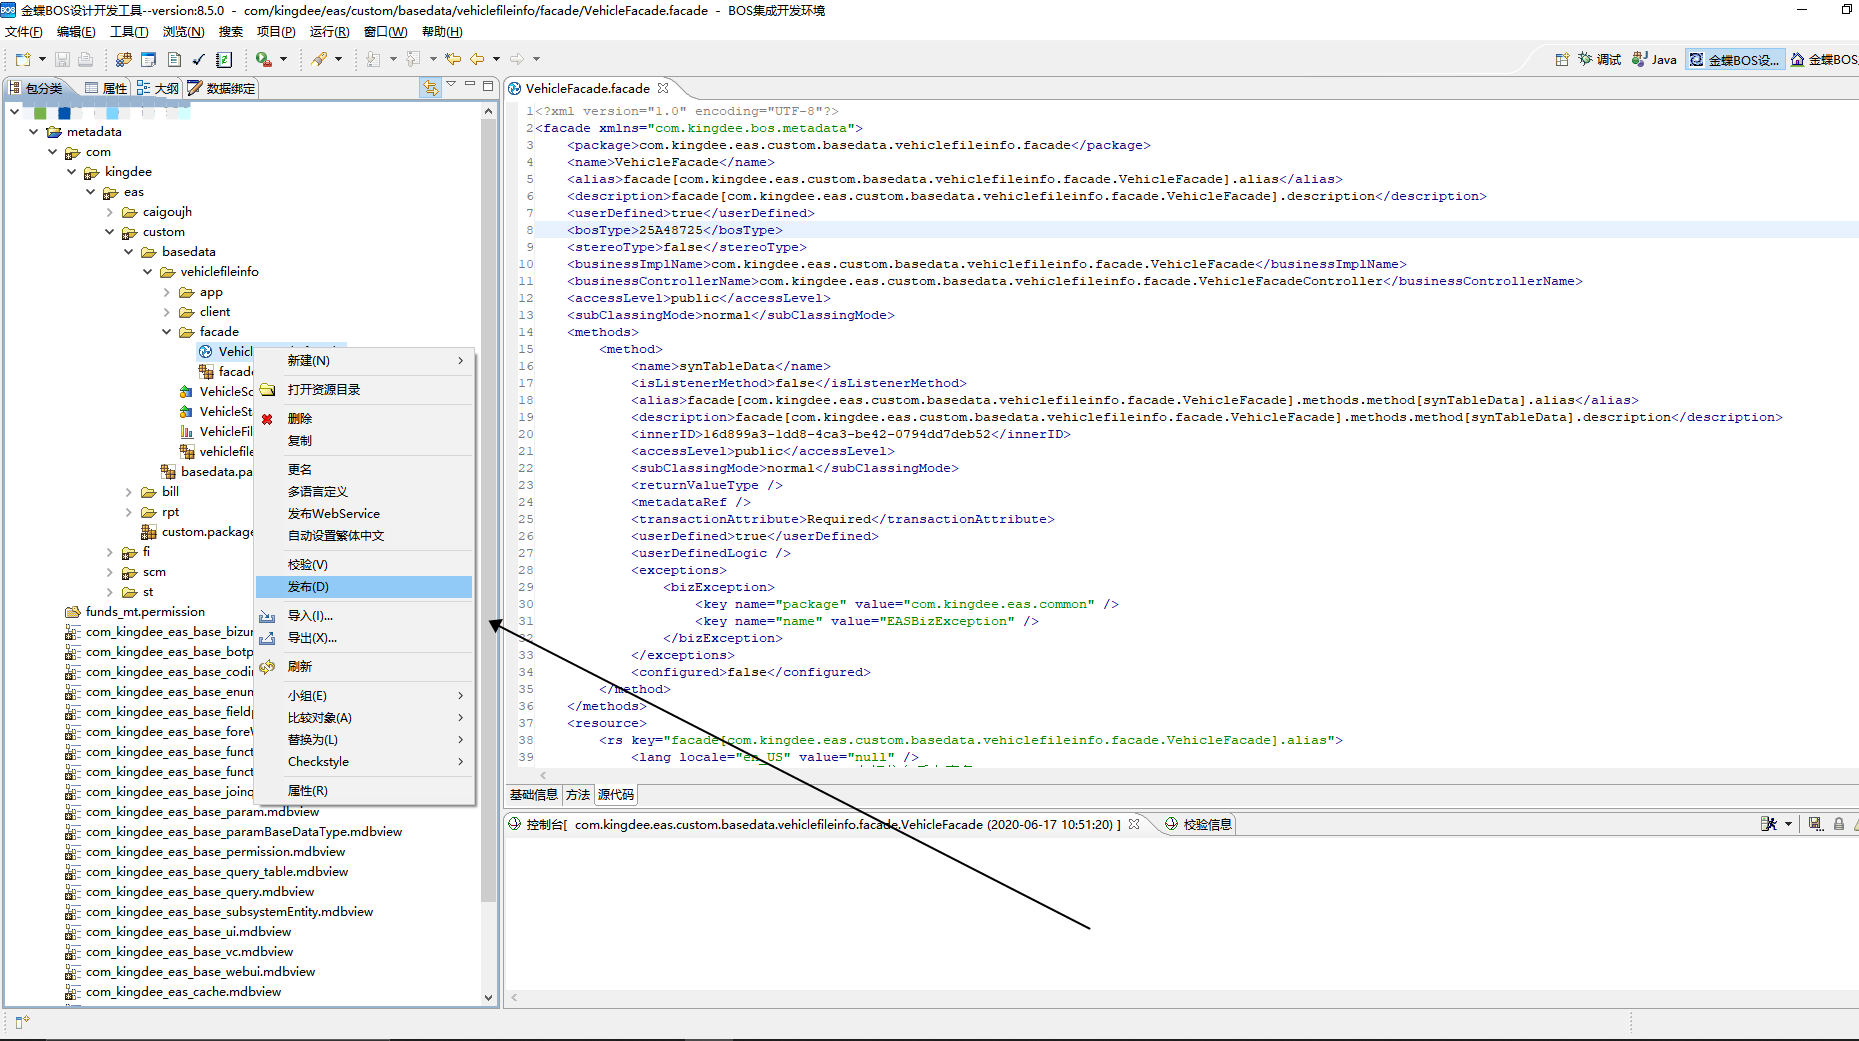 金蝶BOS设计开发工具--version:8.5.0 - com/kingdee/eas/custom/basedata/vehiclefileinfo/facade/VehicleFacade.facade - BOS集成开发环境
文件(F) 编辑(E) 工具(T) 浏览(N) 搜索 项目(P) 运行(R) 窗口(W) 帮助(H)
调试 Java 金蝶BOS设... 金蝶BOS
包分类 属性 大纲 数据绑定
metadata
com
kingdee
eas
caigoujh
custom
basedata
vehiclefileinfo
app
client
facade
Vehicl
facade
VehicleSc
VehicleSta
VehicleFil
vehiclefile
basedata.pa
bill
rpt
custom.package
fi
scm
st
funds_mt.permission
com_kingdee_eas_base_bizur
com_kingdee_eas_base_botp
com_kingdee_eas_base_codi
com_kingdee_eas_base_enum
com_kingdee_eas_base_field
com_kingdee_eas_base_fore
com_kingdee_eas_base_funct
com_kingdee_eas_base_funct
com_kingdee_eas_base_joinq
com_kingdee_eas_base_param.mdbview
com_kingdee_eas_base_paramBaseDataType.mdbview
com_kingdee_eas_base_permission.mdbview
com_kingdee_eas_base_query_table.mdbview
com_kingdee_eas_base_query.mdbview
com_kingdee_eas_base_subsystemEntity.mdbview
com_kingdee_eas_base_ui.mdbview
com_kingdee_eas_base_vc.mdbview
com_kingdee_eas_base_webui.mdbview
com_kingdee_eas_cache.mdbview
新建(N)
打开资源目录
删除
复制
更名
多语言定义
发布WebService
自动设置繁体中文
校验(V)
发布(D)
导入(I)...
导出(X)...
刷新
小组(E)
比较对象(A)
替换为(L)
Checkstyle
属性(R)
VehicleFacade.facade
1 <?xml version="1.0" encoding="UTF-8"?>
2 <facade xmlns="com.kingdee.bos.metadata">
3 <package>com.kingdee.eas.custom.basedata.vehiclefileinfo.facade</package>
4 <name>VehicleFacade</name>
5 <alias>facade[com.kingdee.eas.custom.basedata.vehiclefileinfo.facade.VehicleFacade].alias</alias>
6 <description>facade[com.kingdee.eas.custom.basedata.vehiclefileinfo.facade.VehicleFacade].description</description>
7 <userDefined>true</userDefined>
8 <bosType>25A48725</bosType>
9 <stereoType>false</stereoType>
10 <businessImplName>com.kingdee.eas.custom.basedata.vehiclefileinfo.facade.VehicleFacade</businessImplName>
11 <businessControllerName>com.kingdee.eas.custom.basedata.vehiclefileinfo.facade.VehicleFacadeController</businessControllerName>
12 <accessLevel>public</accessLevel>
13 <subClassingMode>normal</subClassingMode>
14 <methods>
15 <method>
16 <name>synTableData</name>
17 <isListenerMethod>false</isListenerMethod>
18 <alias>facade[com.kingdee.eas.custom.basedata.vehiclefileinfo.facade.VehicleFacade].methods.method[synTableData].alias</alias>
19 <description>facade[com.kingdee.eas.custom.basedata.vehiclefileinfo.facade.VehicleFacade].methods.method[synTableData].description</description>
20 <innerID>16d899a3-1dd8-4ca3-be42-0794dd7deb52</innerID>
21 <accessLevel>public</accessLevel>
22 <subClassingMode>normal</subClassingMode>
23 <returnValueType />
24 <metadataRef />
25 <transactionAttribute>Required</transactionAttribute>
26 <userDefined>true</userDefined>
27 <userDefinedLogic />
28 <exceptions>
29 <bizException>
30 <key name="package" value="com.kingdee.eas.common" />
31 <key name="name" value="EASBizException" />
32 </bizException>
33 </exceptions>
34 <configured>false</configured>
35 </method>
36 </methods>
37 <resource>
38 <rs key="facade[com.kingdee.eas.custom.basedata.vehiclefileinfo.facade.VehicleFacade].alias">
39 <lang locale="en_US" value="null" />
基础信息 方法 源代码
控制台[ com.kingdee.eas.custom.basedata.vehiclefileinfo.facade.VehicleFacade (2020-06-17 10:51:20) ] 校验信息